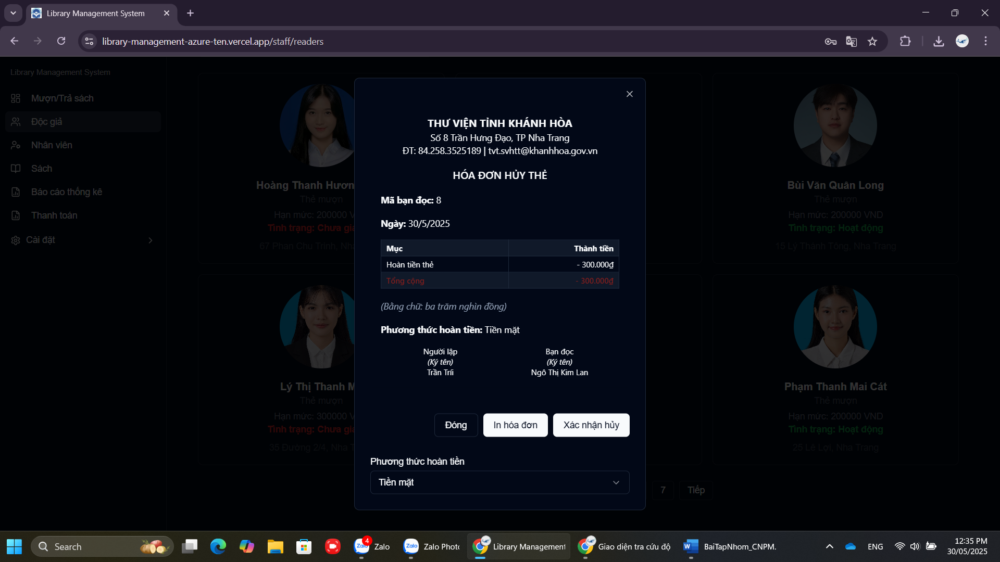 Library Management System
library-management-azure-ten.vercel.app/staff/readers
Library Management System
Mượn/Trả sách
Độc giả
Nhân viên
Sách
Báo cáo thống kê
Thanh toán
Cài đặt
Hoàng Thanh Hươn
Thẻ mượn
Hạn mức: 200000 V
Tình trạng: Chưa gi
67 Phan Chu Trinh, Nh
Bùi Văn Quân Long
Thẻ mượn
Hạn mức: 200000 VND
Tình trạng: Hoạt động
15 Lý Thánh Tông, Nha Trang
Lý Thị Thanh M
Thẻ mượn
Hạn mức: 300000 V
Tình trạng: Chưa gi
35 Đường 2/4, Nha T
Phạm Thanh Mai Cát
Thẻ mượn
Hạn mức: 200000 VND
Tình trạng: Hoạt động
25 Lê Lợi, Nha Trang
7
Tiếp
THƯ VIỆN TỈNH KHÁNH HÒA
Số 8 Trần Hưng Đạo, TP Nha Trang
ĐT: 84.258.3525189 | tvt.svhtt@khanhhoa.gov.vn
HÓA ĐƠN HỦY THẺ
Mã bạn đọc: 8
Ngày: 30/5/2025
Mục Thành tiền
Hoàn tiền thẻ - 300.000₫
Tổng cộng - 300.000₫
(Bằng chữ: ba trăm nghìn đồng)
Phương thức hoàn tiền: Tiền mặt
Người lập Bạn đọc
(Ký tên) (Ký tên)
Trần Tríi Ngô Thị Kim Lan
Đóng In hóa đơn Xác nhận hủy
Phương thức hoàn tiền
Tiền mặt
Search
4
Zalo
Zalo
Zalo
Zalo Phot
Library Management
Giao diện tra cứu độ
W
BaiTapNhom_CNPM.
ENG
12:35 PM
30/05/2025